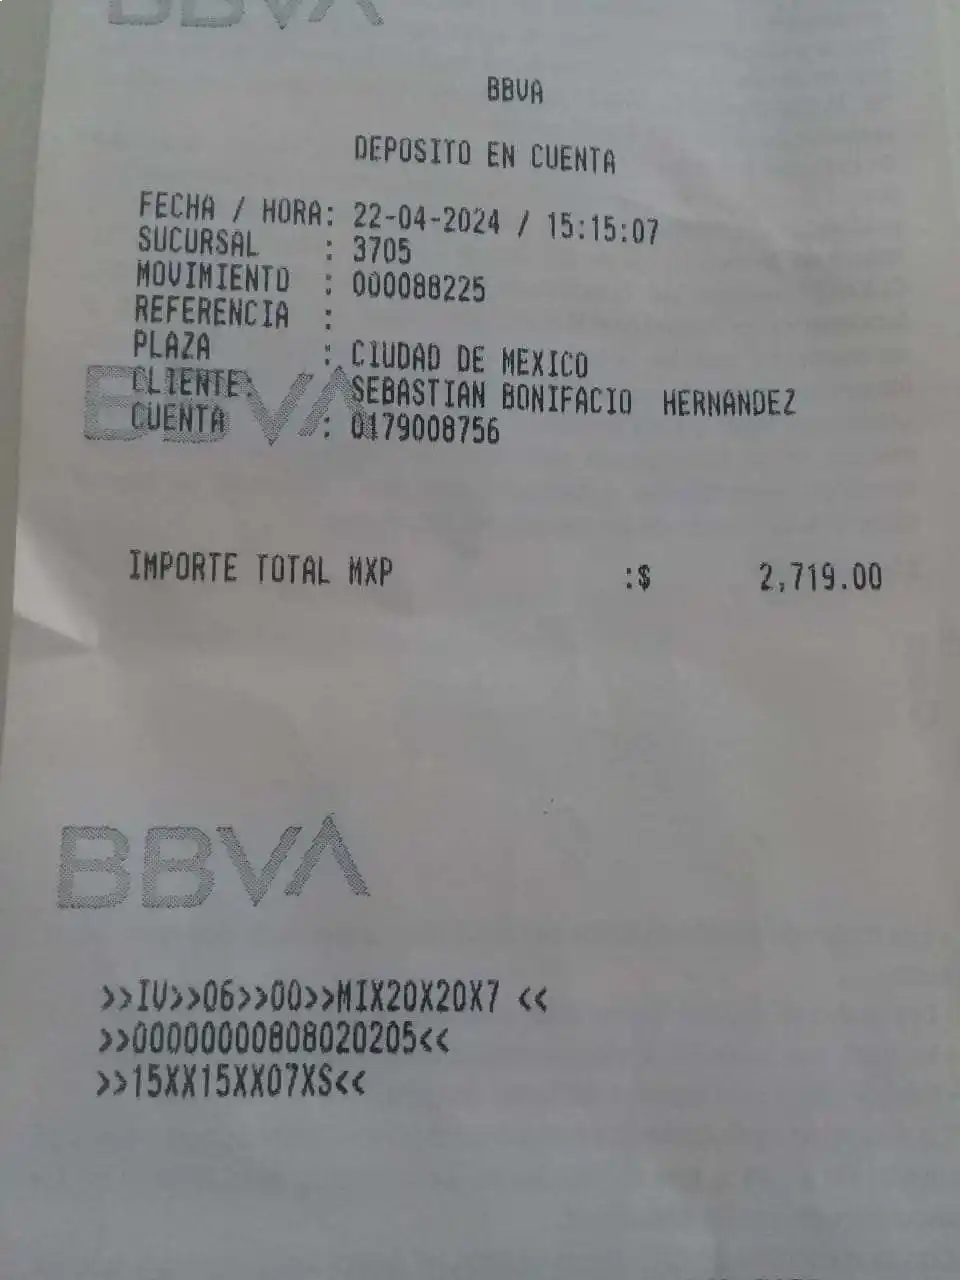 BBVA
BBVA
DEPOSITO EN CUENTA
FECHA / HORA: 22-04-2024 / 15:15:07
SUCURSAL : 3705
MOVIMIENTO : 000088225
REFERENCIA :
PLAZA : CIUDAD DE MEXICO
CLIENTE: SEBASTIAN BONIFACIO HERNANDEZ
BBVA
CUENTA : 0179008756
IMPORTE TOTAL MXP :$ 2,719.00
BBVA
>>IV>>06>>00>>MIX20X20X7 <<
>>00000000808020205<<
>>15XX15XX07XS<<